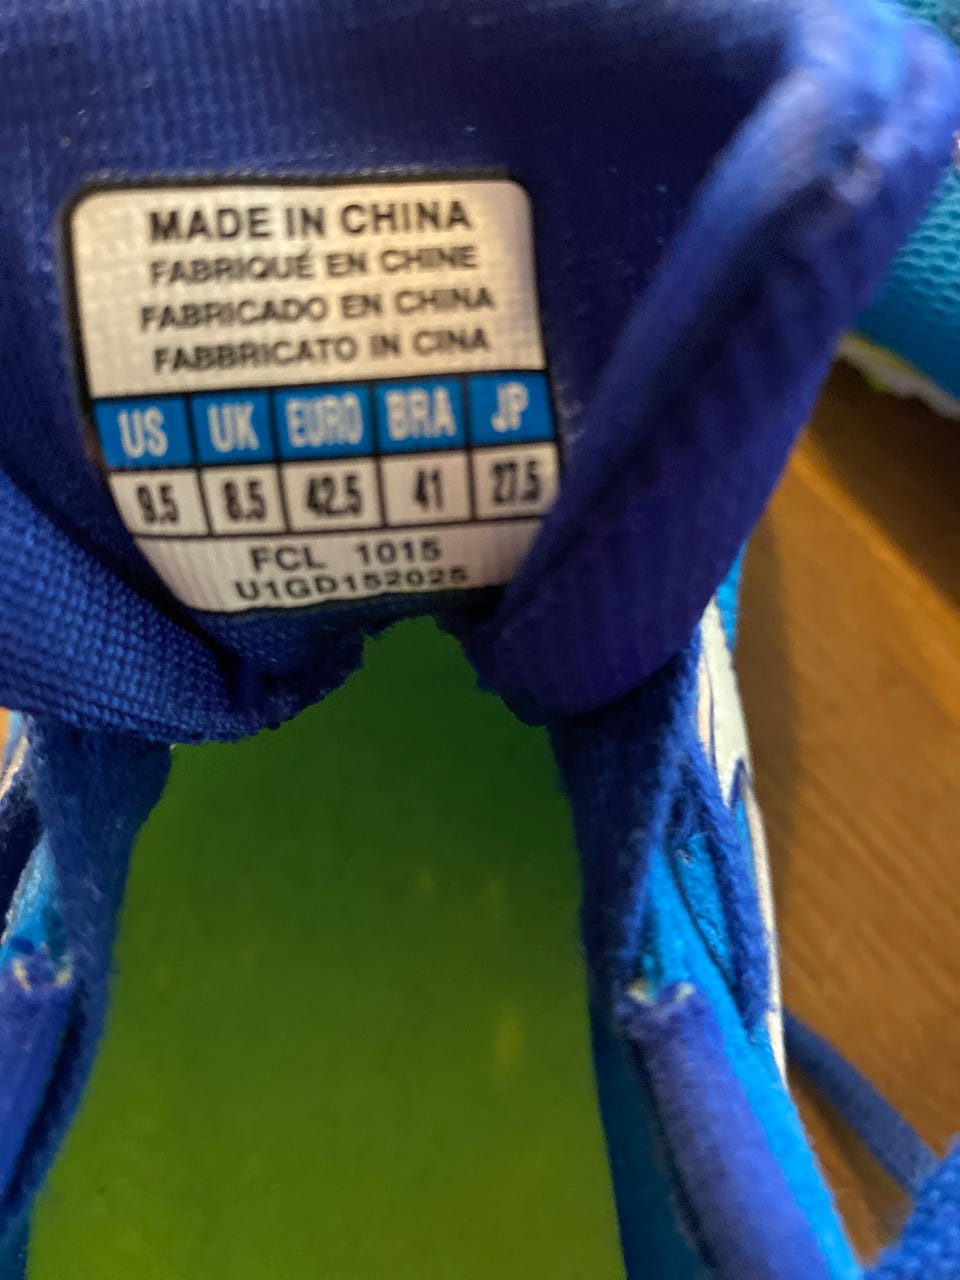 MADE IN CHINA
FABRIQUÉ EN CHINE
FABRICADO EN CHINA
FABBRICATO IN CINA
US UK EURO BRA JP
9.5 8.5 42.5 41 27.5
FCL 1015
U1GD152025